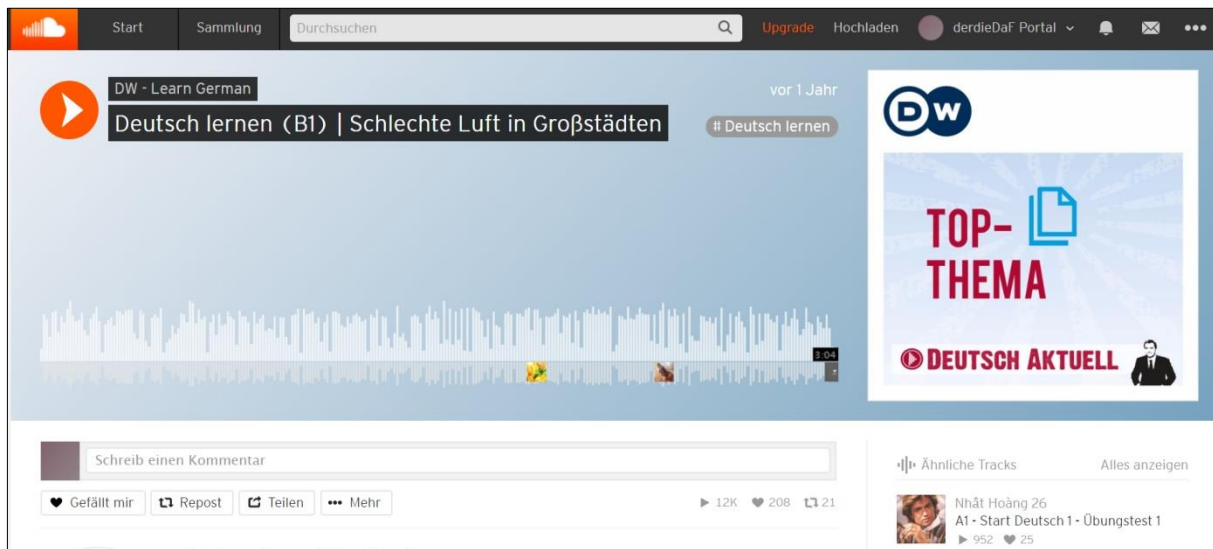 Start Sammlung Durchsuchen Upgrade Hochladen derdieDaF Portal
DW - Learn German
vor 1 Jahr
Deutsch lernen (B1) | Schlechte Luft in Großstädten
# Deutsch lernen
3:04
DW
TOP-
THEMA
DEUTSCH AKTUELL
Schreib einen Kommentar
Gefällt mir Repost Teilen Mehr 12K 208 21
Ähnliche Tracks Alles anzeigen
Nhật Hoàng 26
A1 - Start Deutsch 1 - Übungstest 1
952 25